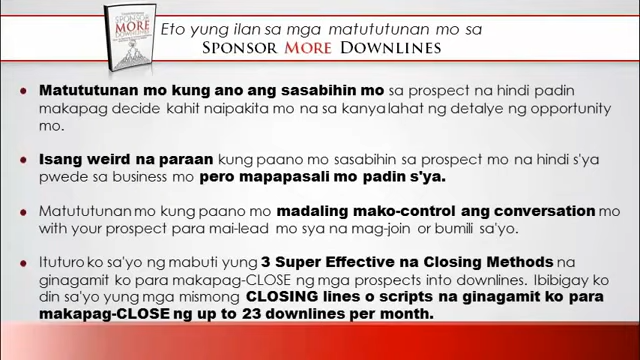 SPONSOR
MORE
DOWNLINES
Eto yung ilan sa mga matututunan mo sa
SPONSOR MORE DOWNLINES
• Matututunan mo kung ano ang sasabihin mo sa prospect na hindi padin
makapag decide kahit naipakita mo na sa kanya lahat ng detalye ng opportunity
mo.
• Isang weird na paraan kung paano mo sasabihin sa prospect mo na hindi s'ya
pwede sa business mo pero mapapasali mo padin s'ya.
• Matututunan mo kung paano mo madaling mako-control ang conversation mo
with your prospect para mai-lead mo sya na mag-join or bumili sa'yo.
• Ituturo ko sa'yo ng mabuti yung 3 Super Effective na Closing Methods na
ginagamit ko para makapag-CLOSE ng mga prospects into downlines. Ibibigay ko
din sa'yo yung mga mismong CLOSING lines o scripts na ginagamit ko para
makapag-CLOSE ng up to 23 downlines per month.